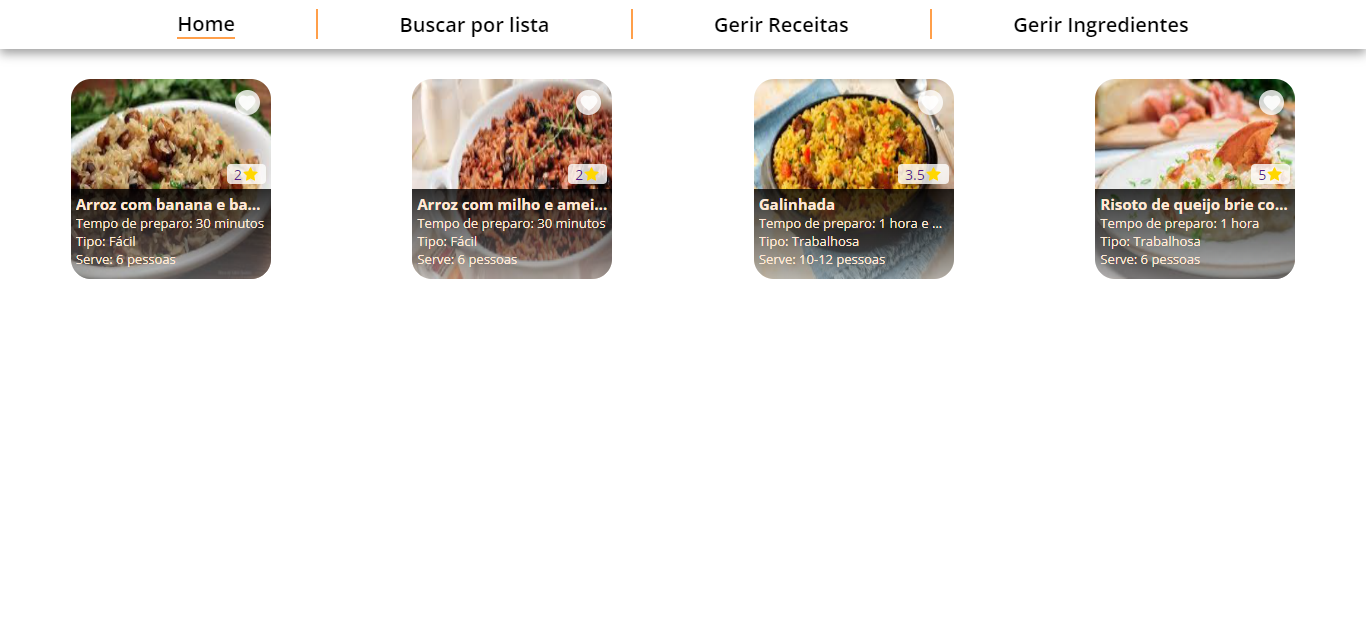 Home
Buscar por lista
Gerir Receitas
Gerir Ingredientes
2
Arroz com banana e ba...
Tempo de preparo: 30 minutos
Tipo: Fácil
Serve: 6 pessoas
2
Arroz com milho e amei...
Tempo de preparo: 30 minutos
Tipo: Fácil
Serve: 6 pessoas
3.5
Galinhada
Tempo de preparo: 1 hora e ...
Tipo: Trabalhosa
Serve: 10-12 pessoas
5
Risoto de queijo brie co...
Tempo de preparo: 1 hora
Tipo: Trabalhosa
Serve: 6 pessoas